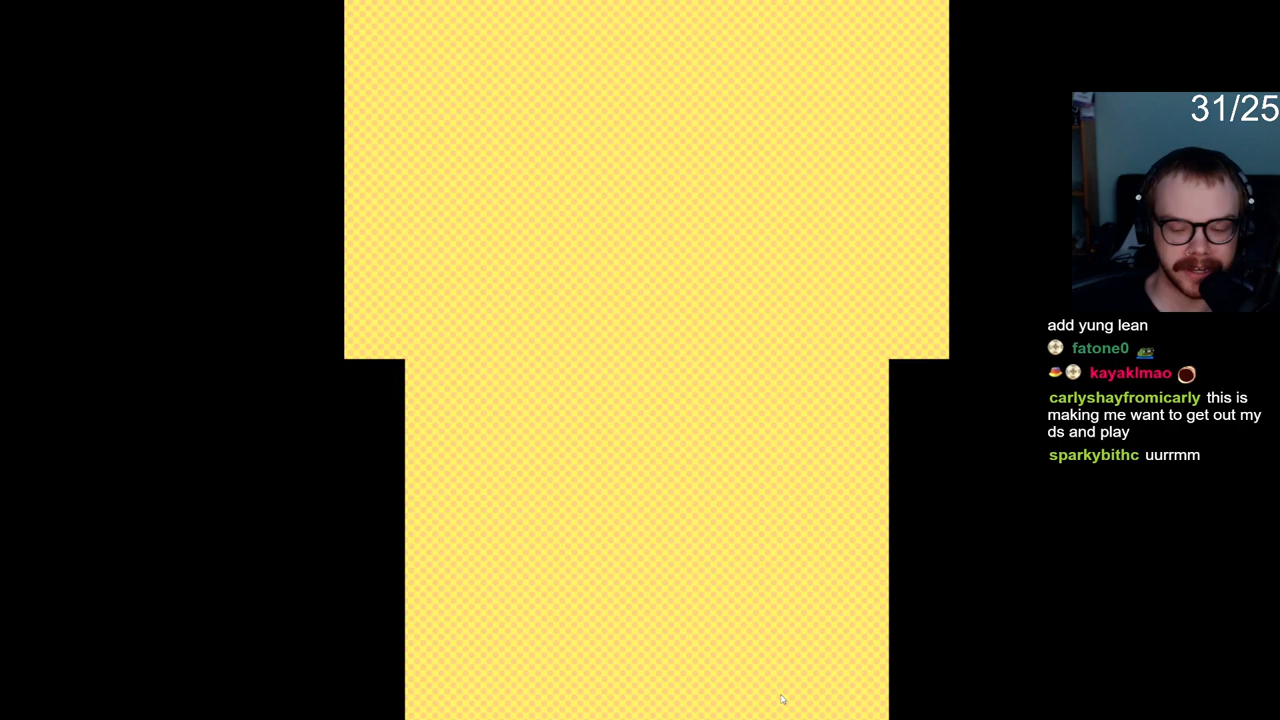 31/25
add yung lean
fatone0
kayaklmao
carlyshayfromicarly this is
making me want to get out my
ds and play
sparkybithc uurrmm